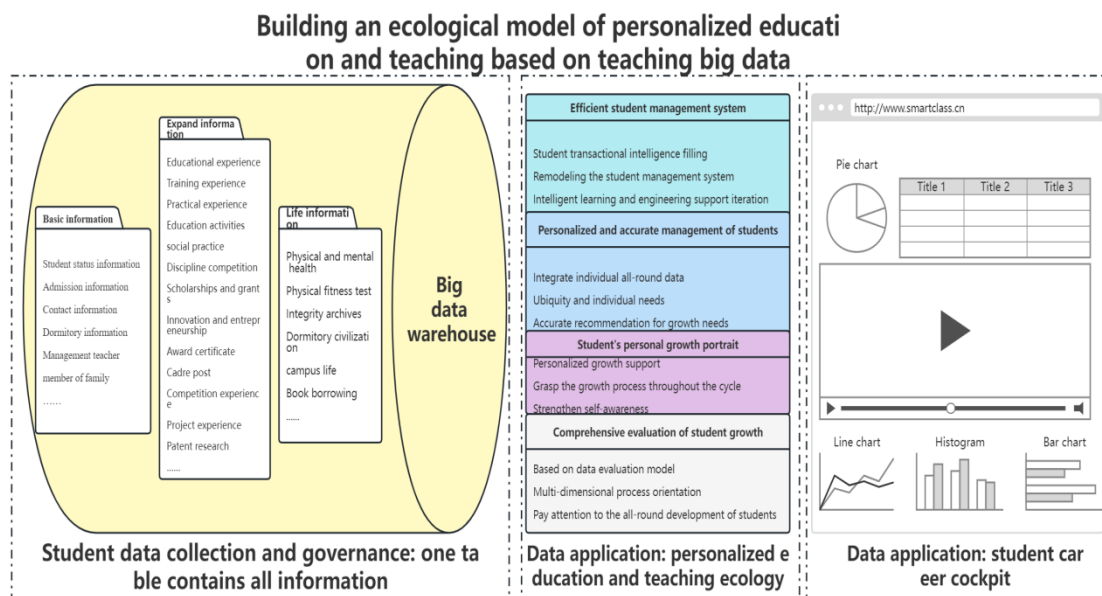 Building an ecological model of personalized educati
on and teaching based on teaching big data
Expand informa
tion
Educational experience
Training experience
Practical experience
Education activities
social practice
Discipline competition
Scholarships and grant
s
Innovation and entrepr
eneurship
Award certificate
Cadre post
Competition experienc
e
Project experience
Patent research
......
Basic information
Student status information
Admission information
Contact information
Dormitory information
Management teacher
member of family
……
Life informati
on
Physical and mental
health
Physical fitness test
Integrity archives
Dormitory civilizati
on
campus life
Book borrowing
......
Big
data
warehouse
Student data collection and governance: one ta
ble contains all information
Efficient student management system
Student transactional intelligence filling
Remodeling the student management system
Intelligent learning and engineering support iteration
Personalized and accurate management of students
Integrate individual all-round data
Ubiquity and individual needs
Accurate recommendation for growth needs
Student's personal growth portrait
Personalized growth support
Grasp the growth process throughout the cycle
Strengthen self-awareness
Comprehensive evaluation of student growth
Based on data evaluation model
Multi-dimensional process orientation
Pay attention to the all-round development of students
Data application: personalized e
ducation and teaching ecology
http://www.smartclass.cn
Pie chart
Title 1 Title 2 Title 3
Line chart Histogram Bar chart
Data application: student car
eer cockpit